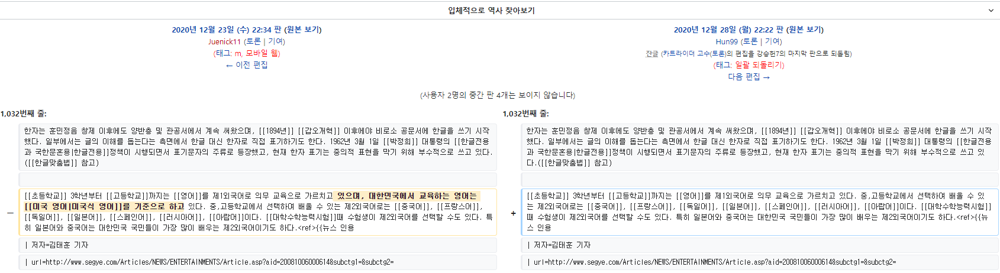 입체적으로 역사 찾아보기
2020년 12월 23일 (수) 22:34 판 (원본 보기)
Juenick11 (토론 | 기여)
(태그: m, 모바일 웹)
← 이전 편집
2020년 12월 28일 (월) 22:22 판 (원본 보기)
Hun99 (토론 | 기여)
잔글 (카트라이더 고수(토론)의 편집을 강승헌7의 마지막 판으로 되돌림)
(태그: 일괄 되돌리기)
다음 편집 →
(사용자 2명의 중간 판 4개는 보이지 않습니다)
1,032번째 줄:
한자는 훈민정음 창제 이후에도 양반층 및 관공서에서 계속 써왔으며, [[1894년]] [[갑오개혁]] 이후에야 비로소 공문서에 한글을 쓰기 시작
했다. 일부에서는 글의 이해를 돕는다는 측면에서 한글 대신 한자로 직접 표기하기도 한다. 1962년 3월 1일 [[박정희]] 대통령의 [[한글전용
과 국한문혼용|한글전용]]정책이 시행되면서 표기문자의 주류로 등장했고, 현재 한자 표기는 중의적 표현을 막기 위해 부수적으로 쓰고 있다.
([[한글맞춤법]] 참고)
− [[초등학교]] 3학년부터 [[고등학교]]까지는 [[영어]]를 제1외국어로 의무 교육으로 가르치고 있으며, 대한민국에서 교육하는 영어는
[[미국 영어|미국식 영어]]를 기준으로 하고 있다. 중,고등학교에서 선택하여 배울 수 있는 제2외국어로는 [[중국어]], [[프랑스어]],
[[독일어]], [[일본어]], [[스페인어]], [[러시아어]], [[아랍어]]이다. [[대학수학능력시험]]때 수험생이 제2외국어를 선택할 수도 있다. 특
히 일본어와 중국어는 대한민국 국민들이 가장 많이 배우는 제2외국어이기도 하다.<ref>{{뉴스 인용
| 저자=김태훈 기자
| url=http://www.segye.com/Articles/NEWS/ENTERTAINMENTS/Article.asp?aid=20081006000614&subctg1=&subctg2=
1,032번째 줄:
한자는 훈민정음 창제 이후에도 양반층 및 관공서에서 계속 써왔으며, [[1894년]] [[갑오개혁]] 이후에야 비로소 공문서에 한글을 쓰기 시작
했다. 일부에서는 글의 이해를 돕는다는 측면에서 한글 대신 한자로 직접 표기하기도 한다. 1962년 3월 1일 [[박정희]] 대통령의 [[한글전용
과 국한문혼용|한글전용]]정책이 시행되면서 표기문자의 주류로 등장했고, 현재 한자 표기는 중의적 표현을 막기 위해 부수적으로 쓰고 있
다.([[한글맞춤법]] 참고)
+ [[초등학교]] 3학년부터 [[고등학교]]까지는 [[영어]]를 제1외국어로 의무 교육으로 가르치고 있다. 중,고등학교에서 선택하여 배울 수 있
는 제2외국어로는 [[중국어]], [[프랑스어]], [[독일어]], [[일본어]], [[스페인어]], [[러시아어]], [[아랍어]]이다. [[대학수학능력시험]]
때 수험생이 제2외국어를 선택할 수도 있다. 특히 일본어와 중국어는 대한민국 국민들이 가장 많이 배우는 제2외국어이기도 하다.<ref>{{뉴
스 인용
| 저자=김태훈 기자
| url=http://www.segye.com/Articles/NEWS/ENTERTAINMENTS/Article.asp?aid=20081006000614&subctg1=&subctg2=